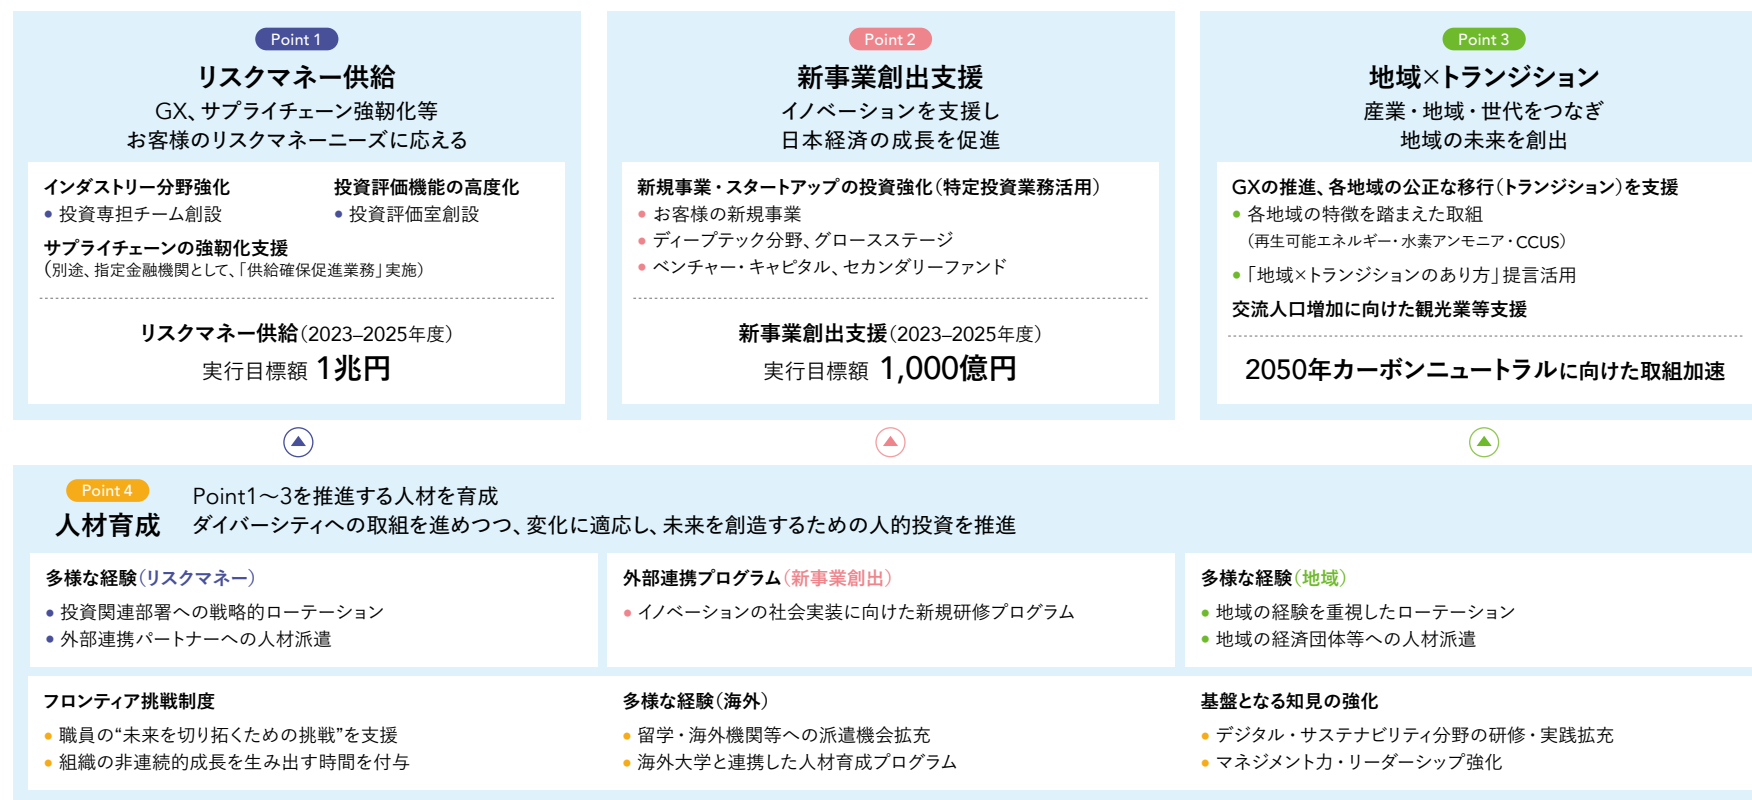 Point 1
リスクマネー供給
GX、サプライチェーン強靭化等
お客様のリスクマネーニーズに応える
インダストリー分野強化
• 投資専担チーム創設
投資評価機能の高度化
• 投資評価室創設
サプライチェーンの強靭化支援
（別途、指定金融機関として、「供給確保促進業務」実施）
リスクマネー供給（2023–2025年度）
実行目標額 1兆円
Point 2
新事業創出支援
イノベーションを支援し
日本経済の成長を促進
新規事業・スタートアップの投資強化（特定投資業務活用）
• お客様の新規事業
• ディープテック分野、グロースステージ
• ベンチャー・キャピタル、セカンダリーファンド
新事業創出支援（2023–2025年度）
実行目標額 1,000億円
Point 3
地域×トランジション
産業・地域・世代をつなぎ
地域の未来を創出
GXの推進、各地域の公正な移行（トランジション）を支援
• 各地域の特徴を踏まえた取組
（再生可能エネルギー・水素アンモニア・CCUS）
• 「地域×トランジションのあり方」提言活用
交流人口増加に向けた観光業等支援
2050年カーボンニュートラルに向けた取組加速
Point 4
人材育成
Point1～3を推進する人材を育成
ダイバーシティへの取組を進めつつ、変化に適応し、未来を創造するための人的投資を推進
多様な経験（リスクマネー）
• 投資関連部署への戦略的ローテーション
• 外部連携パートナーへの人材派遣
外部連携プログラム（新事業創出）
• イノベーションの社会実装に向けた新規研修プログラム
多様な経験（地域）
• 地域の経験を重視したローテーション
• 地域の経済団体等への人材派遣
フロンティア挑戦制度
• 職員の“未来を切り拓くための挑戦”を支援
• 組織の非連続的成長を生み出す時間を付与
多様な経験（海外）
• 留学・海外機関等への派遣機会拡充
• 海外大学と連携した人材育成プログラム
基盤となる知見の強化
• デジタル・サステナビリティ分野の研修・実践拡充
• マネジメント力・リーダーシップ強化